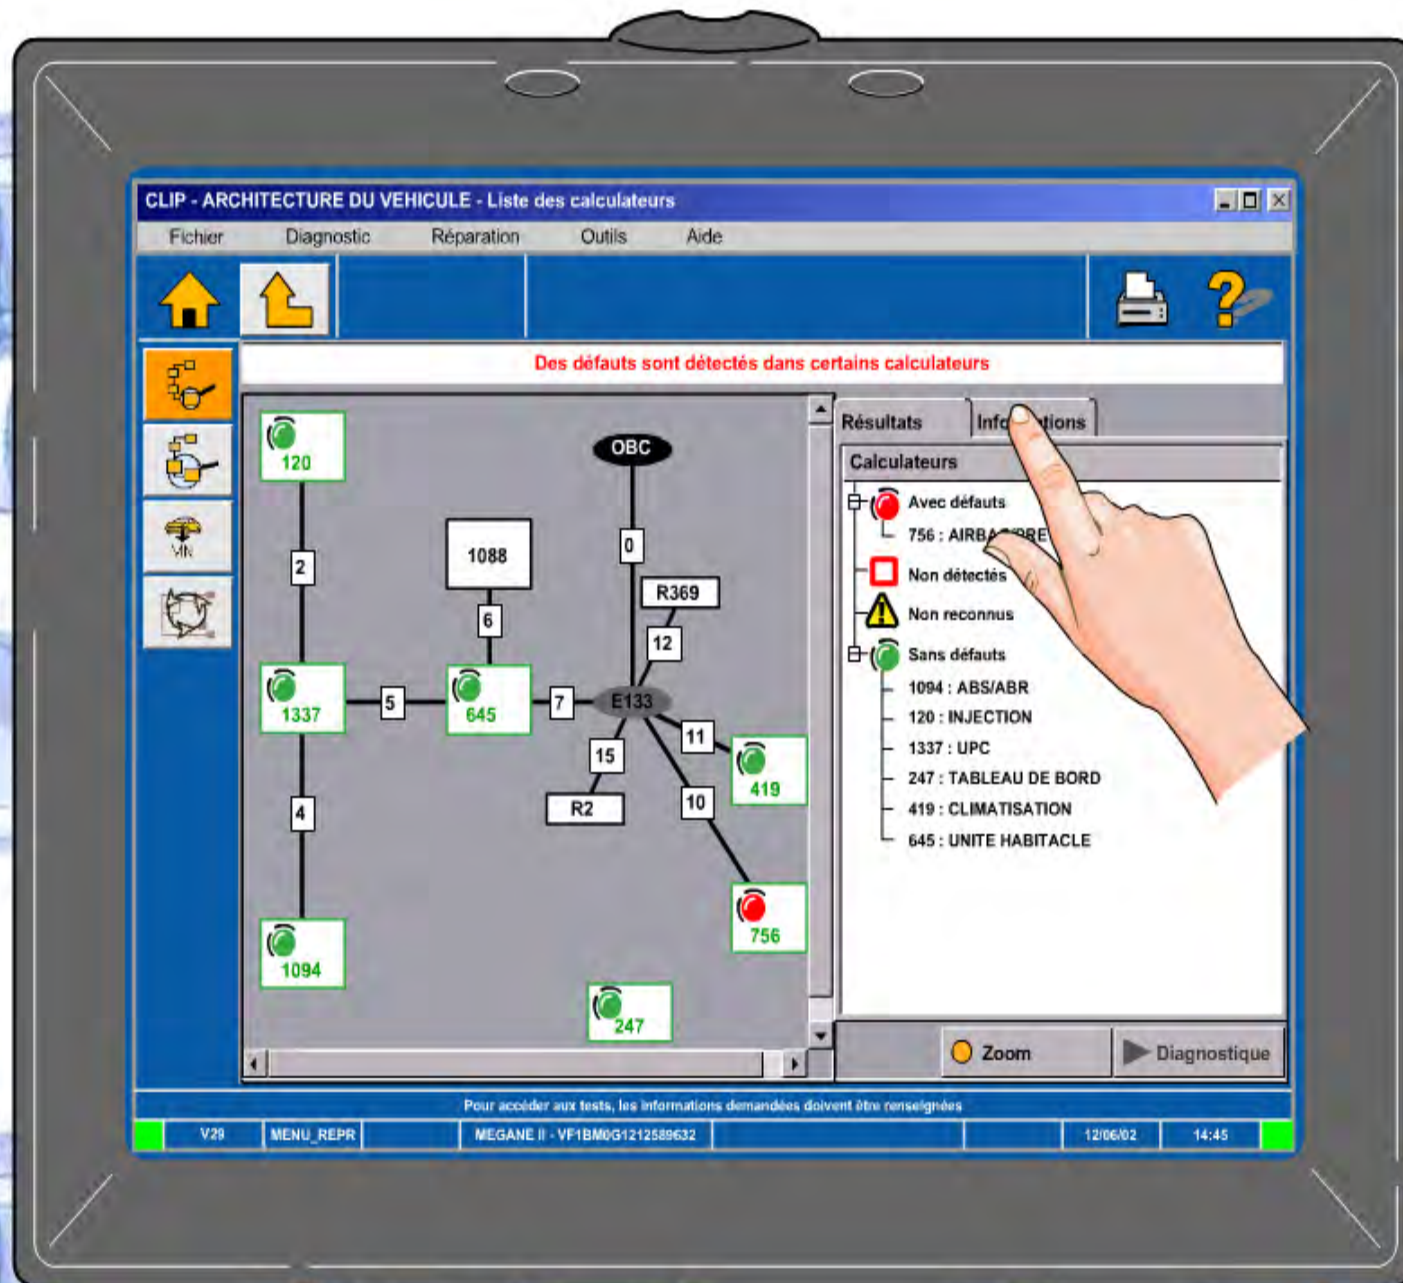 CLIP - ARCHITECTURE DU VEHICULE - Liste des calculateurs
Fichier Diagnostic Réparation Outils Aide
Des défauts sont détectés dans certains calculateurs
Résultats
Calculateurs
Avec défauts
756 :
Non détectés
Non reconnus
Sans défauts
1094 : ABS/ABR
120 : INJECTION
1337 : UPC
247 : TABLEAU DE BORD
419 : CLIMATISATION
645 : UNITE HABITACLE
120
OBC
2
1088
0
R369
6
12
1337
5
645
7
E133
11
15
419
4
R2
10
756
1094
247
VIN
Zoom Diagnostique
Pour accéder aux tests, les informations demandées doivent être renseignées
V29 MENU_REPR MEGANE II - VF1BM0G1212589632 12/06/02 14:45